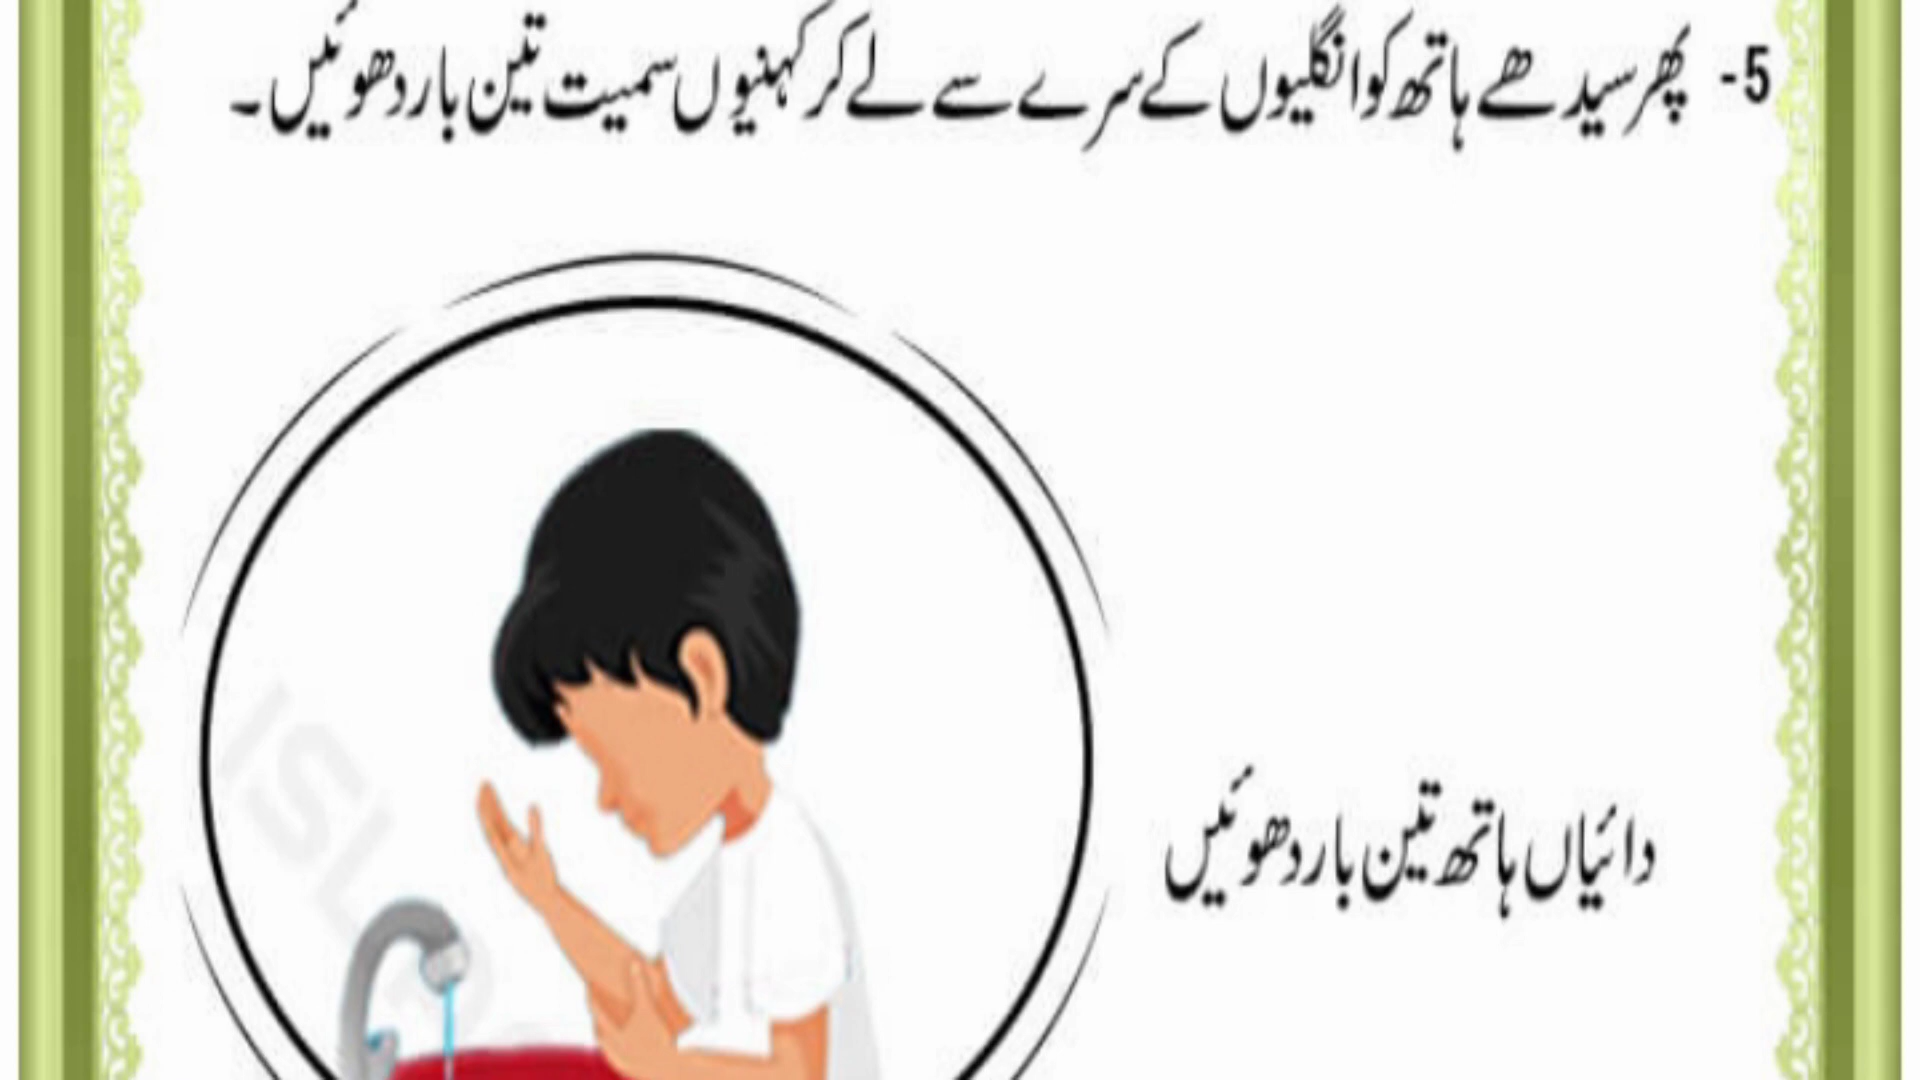 5- پھر سیدھے ہاتھ کو انگلیوں کے سرے سے لے کر کہنیوں سمیت تین بار دھوئیں۔
دائیاں ہاتھ تین بار دھوئیں